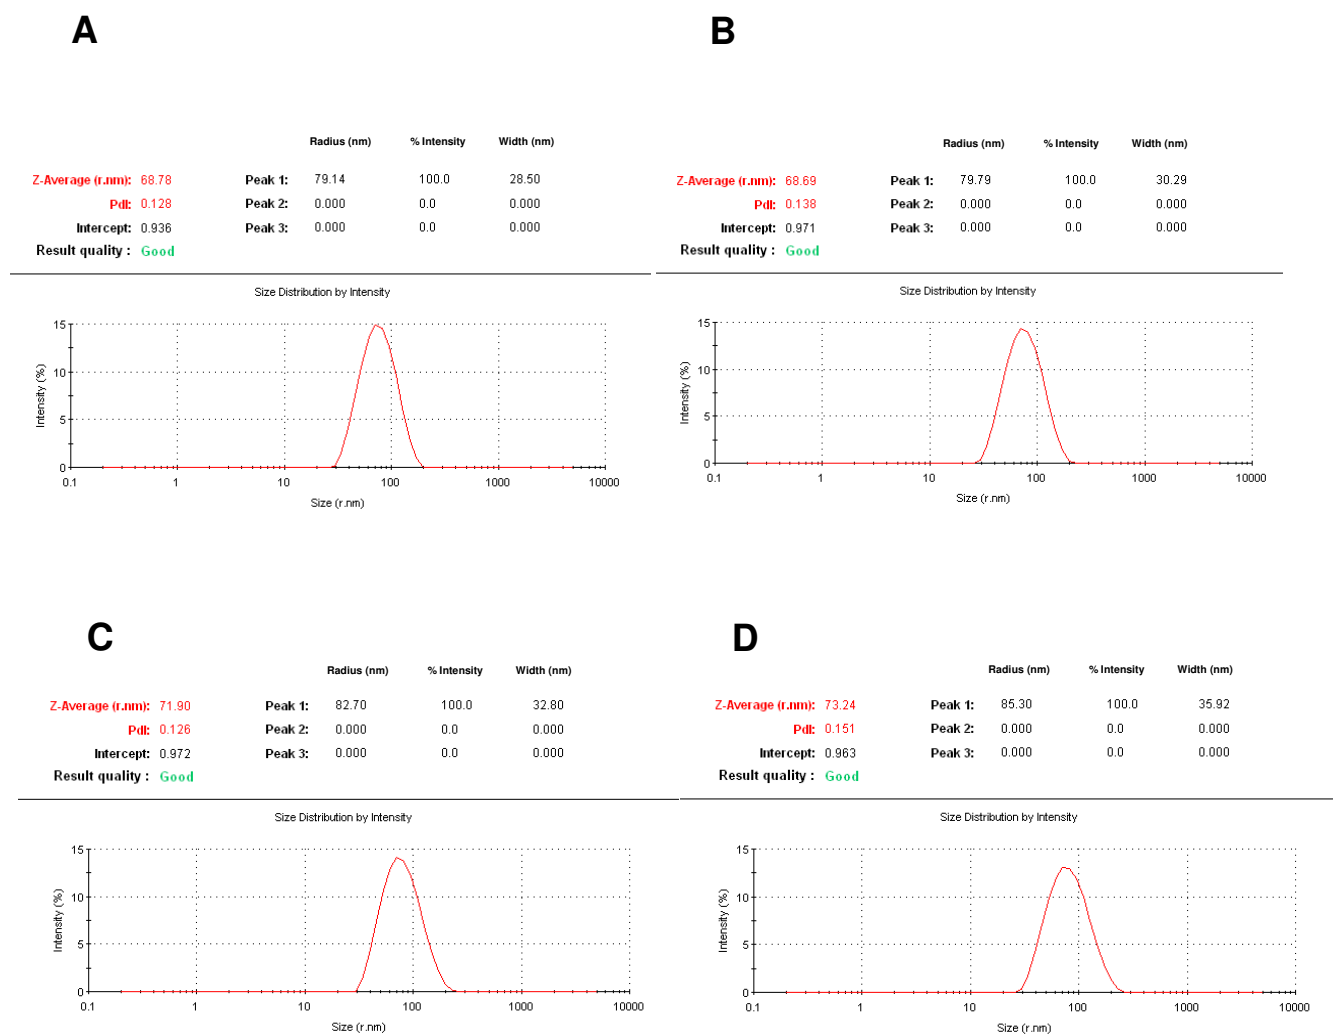 A
Radius (nm) % Intensity Width (nm)
Z-Average (r.nm): 68.78 Peak 1: 79.14 100.0 28.50
PdI: 0.128 Peak 2: 0.000 0.0 0.000
Intercept: 0.936 Peak 3: 0.000 0.0 0.000
Result quality : Good
Size Distribution by Intensity
15
10
5
0
Intensity (%)
0.1 1 10 100 1000 10000
Size (r.nm)
B
Radius (nm) % Intensity Width (nm)
Z-Average (r.nm): 68.69 Peak 1: 79.79 100.0 30.29
PdI: 0.138 Peak 2: 0.000 0.0 0.000
Intercept: 0.971 Peak 3: 0.000 0.0 0.000
Result quality : Good
Size Distribution by Intensity
15
10
5
0
Intensity (%)
0.1 1 10 100 1000 10000
Size (r.nm)
C
Radius (nm) % Intensity Width (nm)
Z-Average (r.nm): 71.90 Peak 1: 82.70 100.0 32.80
PdI: 0.126 Peak 2: 0.000 0.0 0.000
Intercept: 0.972 Peak 3: 0.000 0.0 0.000
Result quality : Good
Size Distribution by Intensity
15
10
5
0
Intensity (%)
0.1 1 10 100 1000 10000
Size (r.nm)
D
Radius (nm) % Intensity Width (nm)
Z-Average (r.nm): 73.24 Peak 1: 85.30 100.0 35.92
PdI: 0.151 Peak 2: 0.000 0.0 0.000
Intercept: 0.963 Peak 3: 0.000 0.0 0.000
Result quality : Good
Size Distribution by Intensity
15
10
5
0
Intensity (%)
0.1 1 10 100 1000 10000
Size (r.nm)